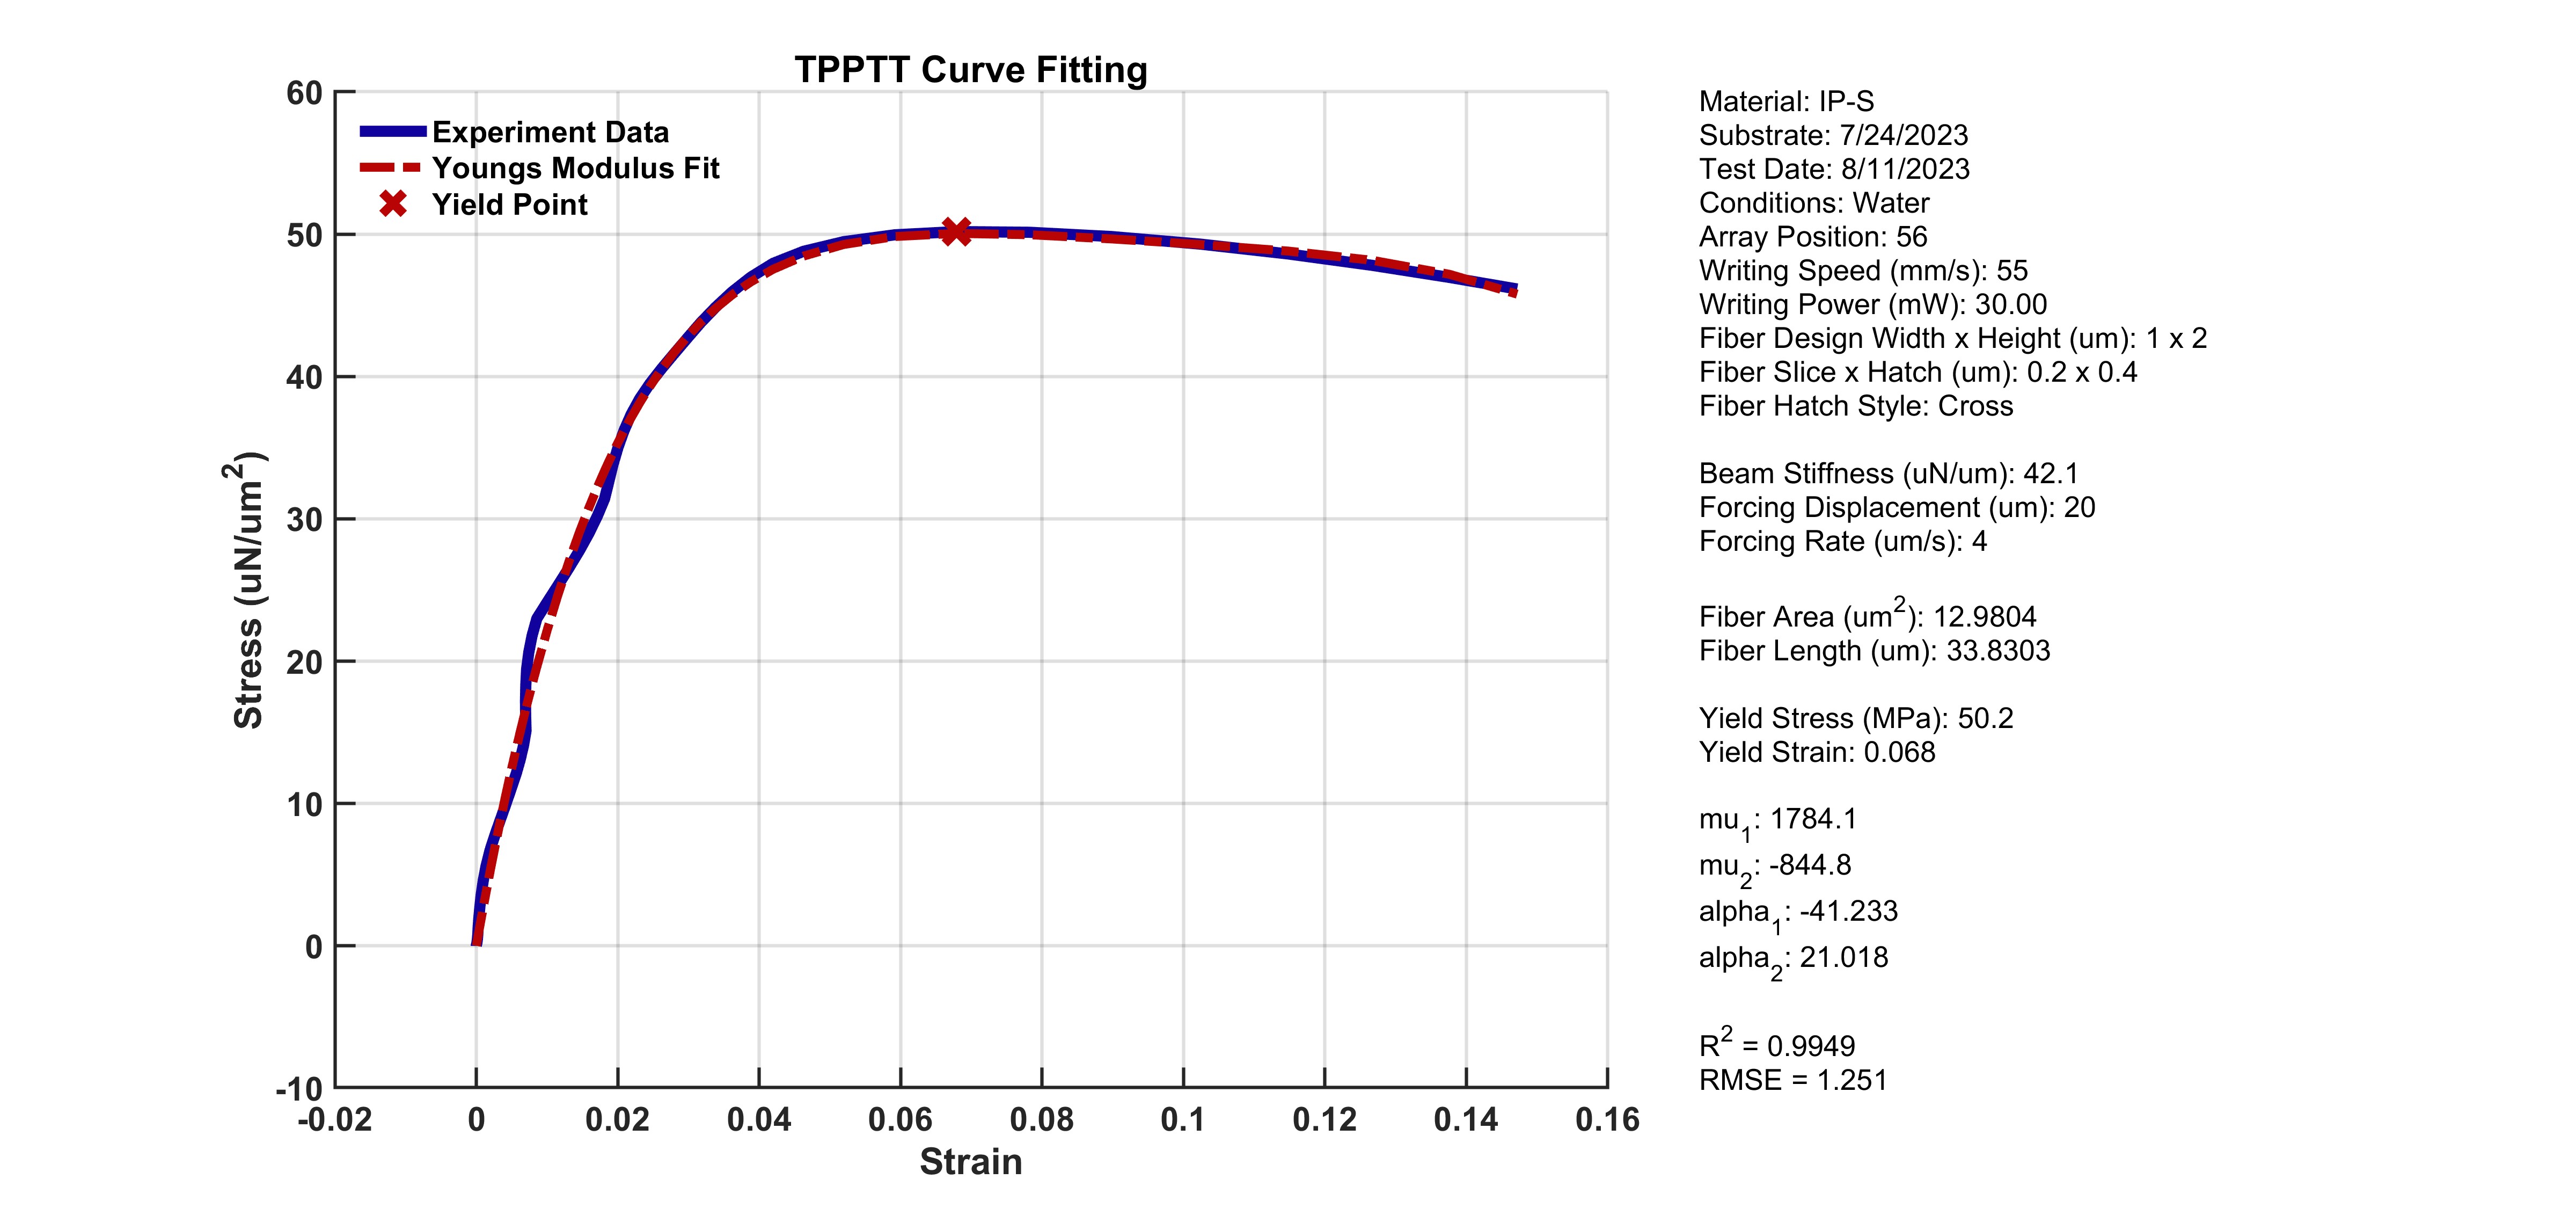 TPPTT Curve Fitting
60
50
40
30
20
10
0
-10
Stress (uN/um²)
Experiment Data
Youngs Modulus Fit
Yield Point
-0.02 0 0.02 0.04 0.06 0.08 0.1 0.12 0.14 0.16
Strain
Material: IP-S
Substrate: 7/24/2023
Test Date: 8/11/2023
Conditions: Water
Array Position: 56
Writing Speed (mm/s): 55
Writing Power (mW): 30.00
Fiber Design Width x Height (um): 1 x 2
Fiber Slice x Hatch (um): 0.2 x 0.4
Fiber Hatch Style: Cross
Beam Stiffness (uN/um): 42.1
Forcing Displacement (um): 20
Forcing Rate (um/s): 4
Fiber Area (um²): 12.9804
Fiber Length (um): 33.8303
Yield Stress (MPa): 50.2
Yield Strain: 0.068
mu₁: 1784.1
mu₂: -844.8
alpha₁: -41.233
alpha₂: 21.018
R² = 0.9949
RMSE = 1.251